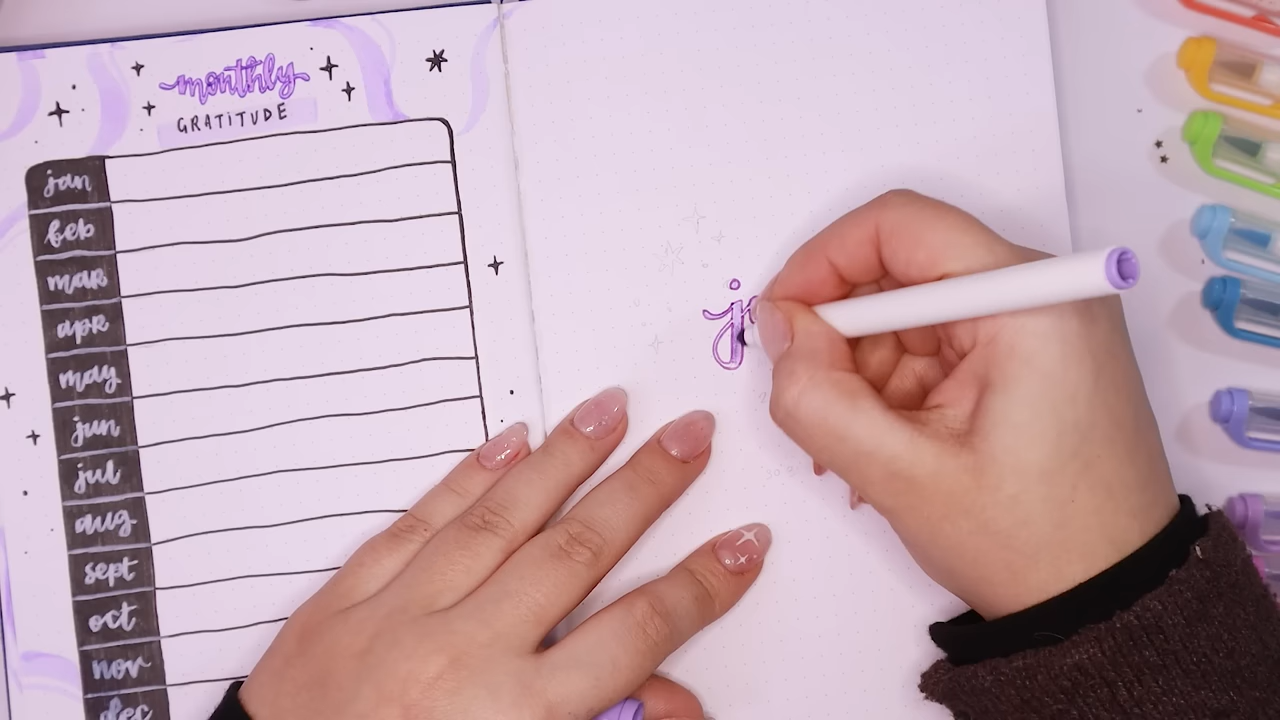 monthly
GRATITUDE
jan
feb
mar
apr
may
jun
jul
aug
sept
oct
nov
dec
j